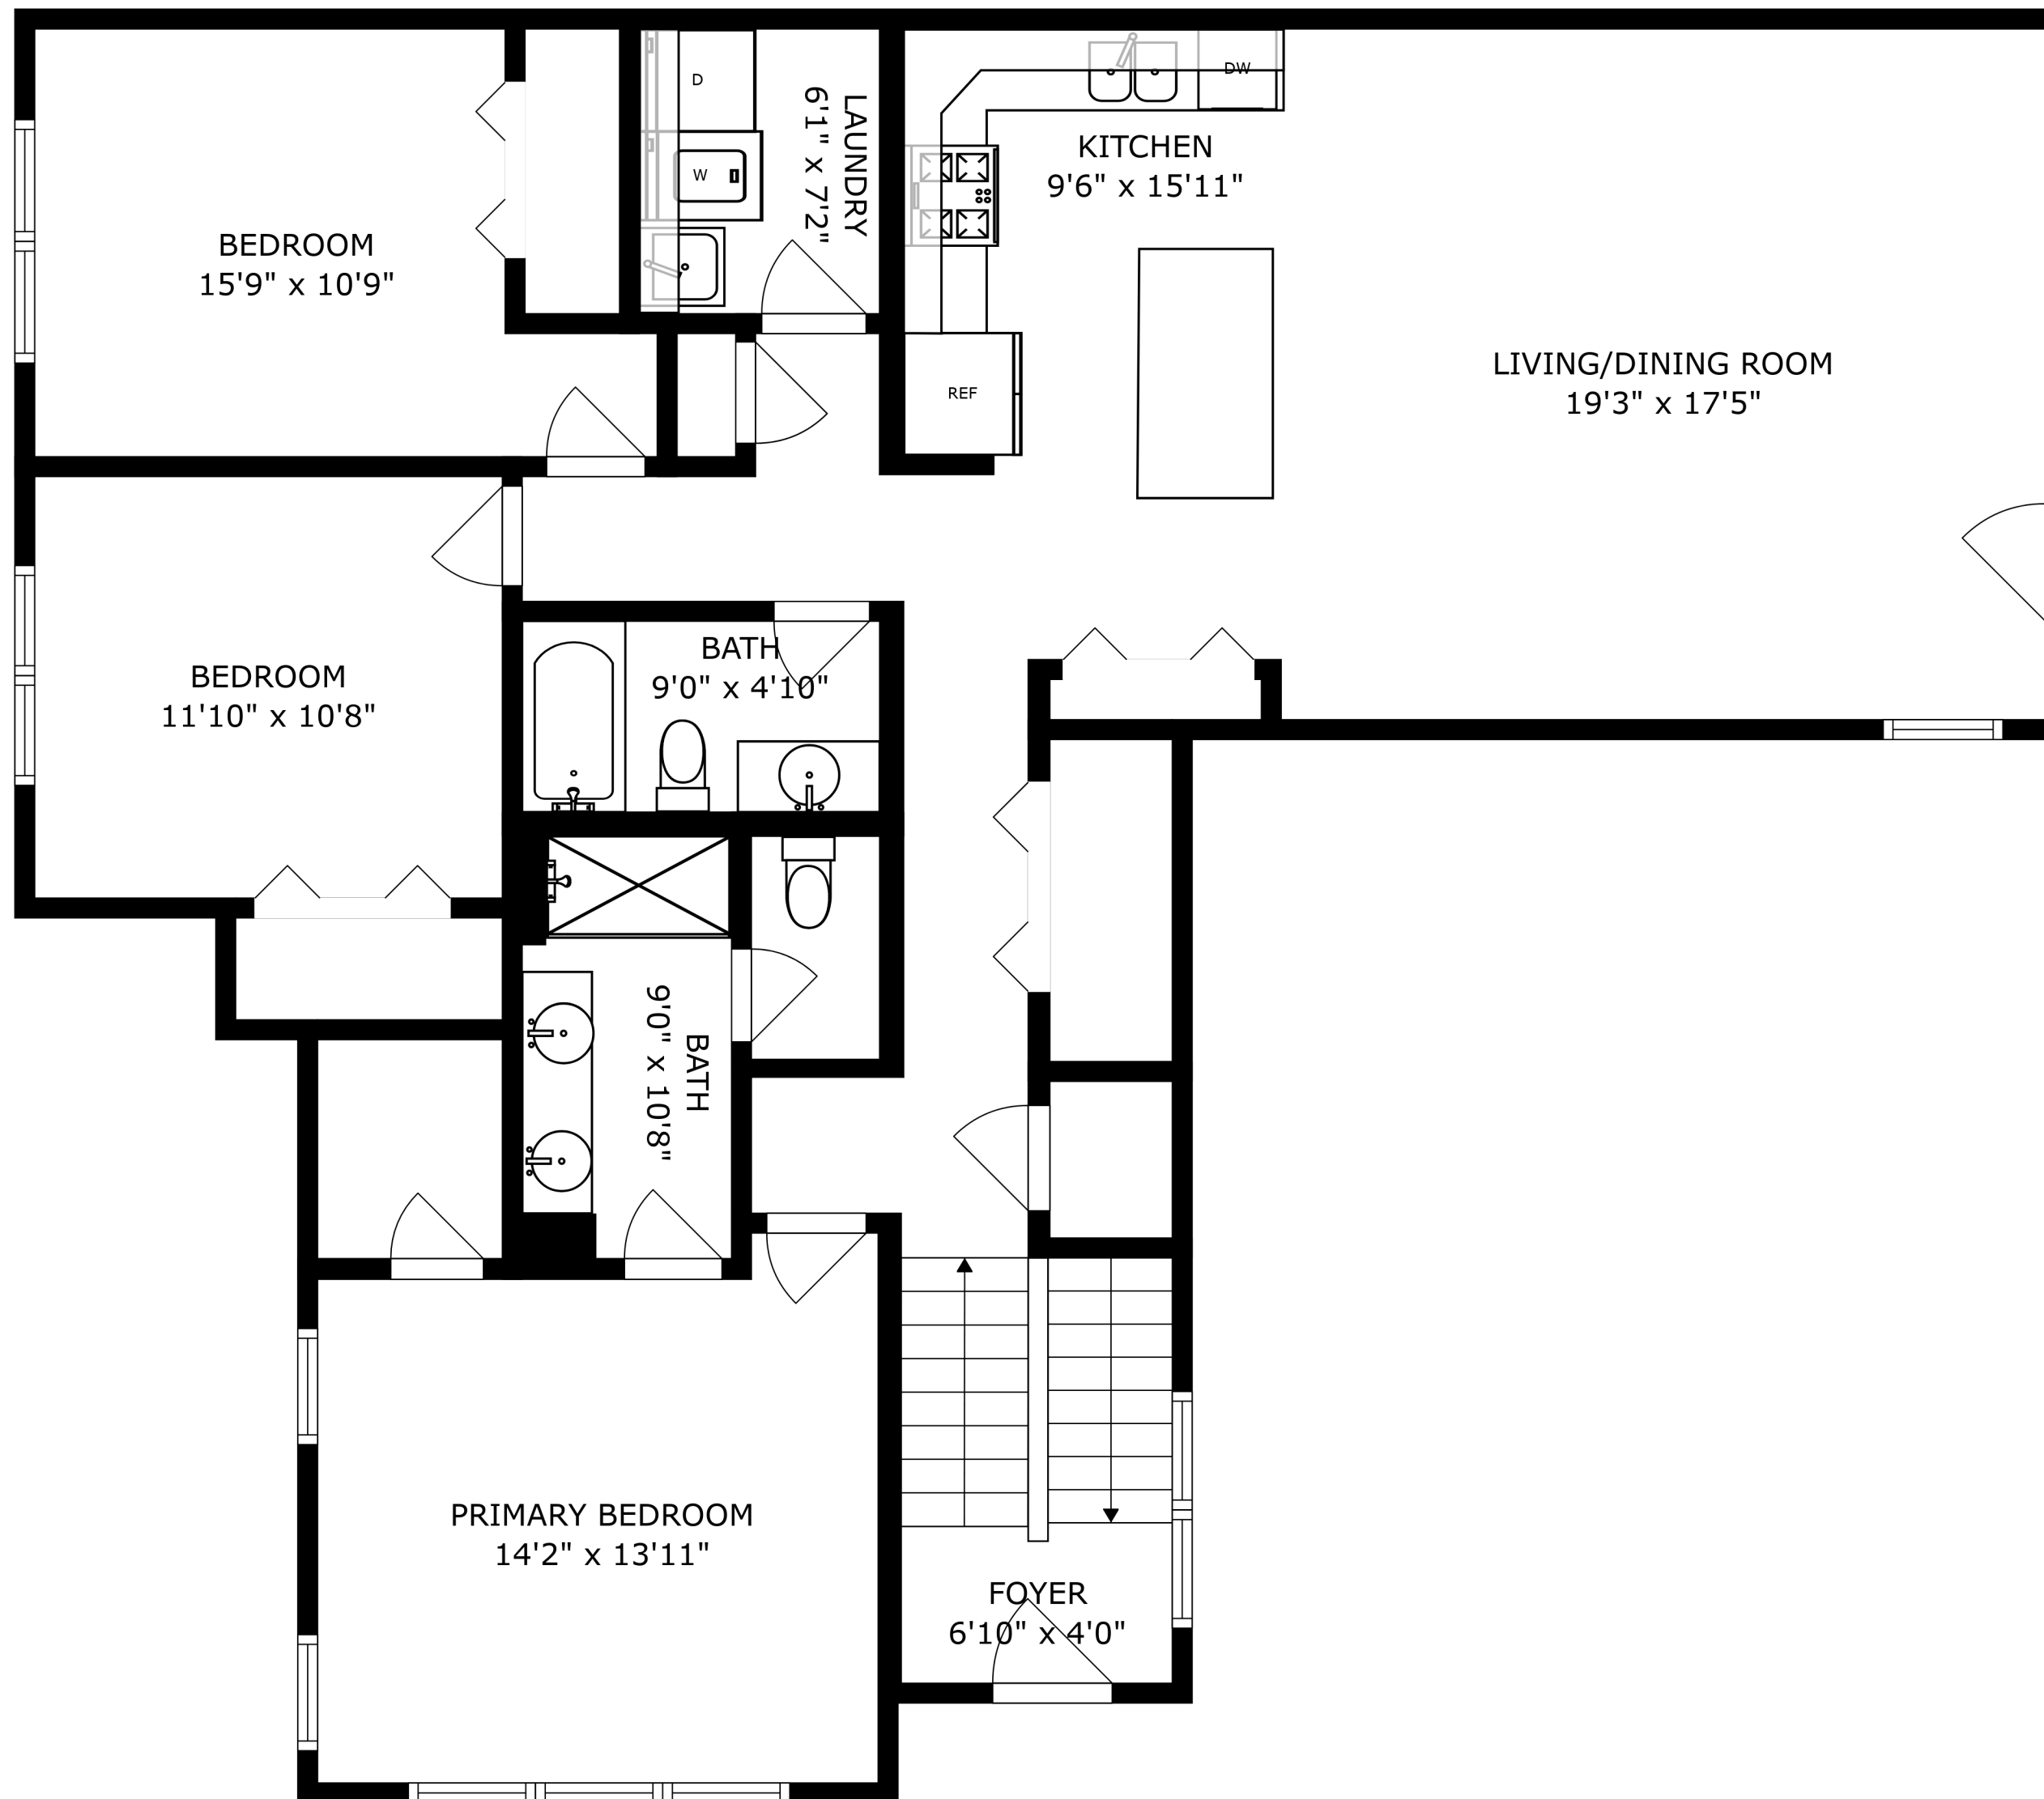 D
W
LAUNDRY
6'1" x 7'2"
DW
KITCHEN
9'6" x 15'11"
BEDROOM
15'9" x 10'9"
REF
LIVING/DINING ROOM
19'3" x 17'5"
BEDROOM
11'10" x 10'8"
BATH
9'0" x 4'10"
BATH
9'0" x 10'8"
PRIMARY BEDROOM
14'2" x 13'11"
FOYER
6'10" x 4'0"